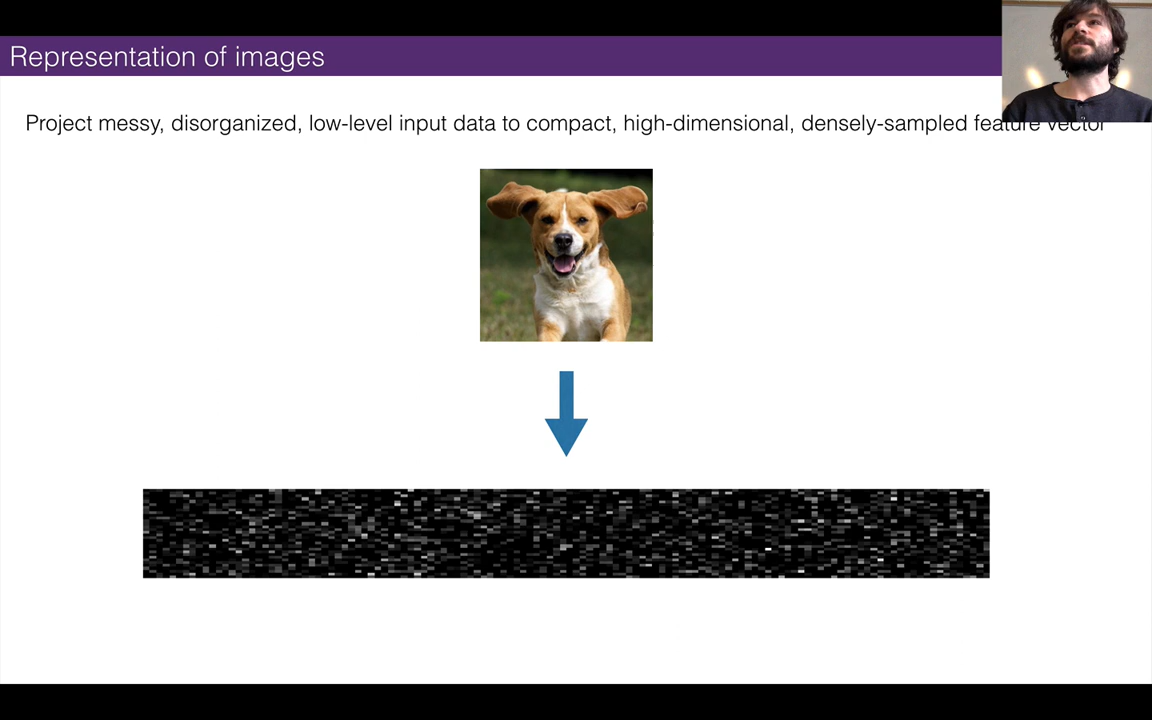 Representation of images
Project messy, disorganized, low-level input data to compact, high-dimensional, densely-sampled feature vector